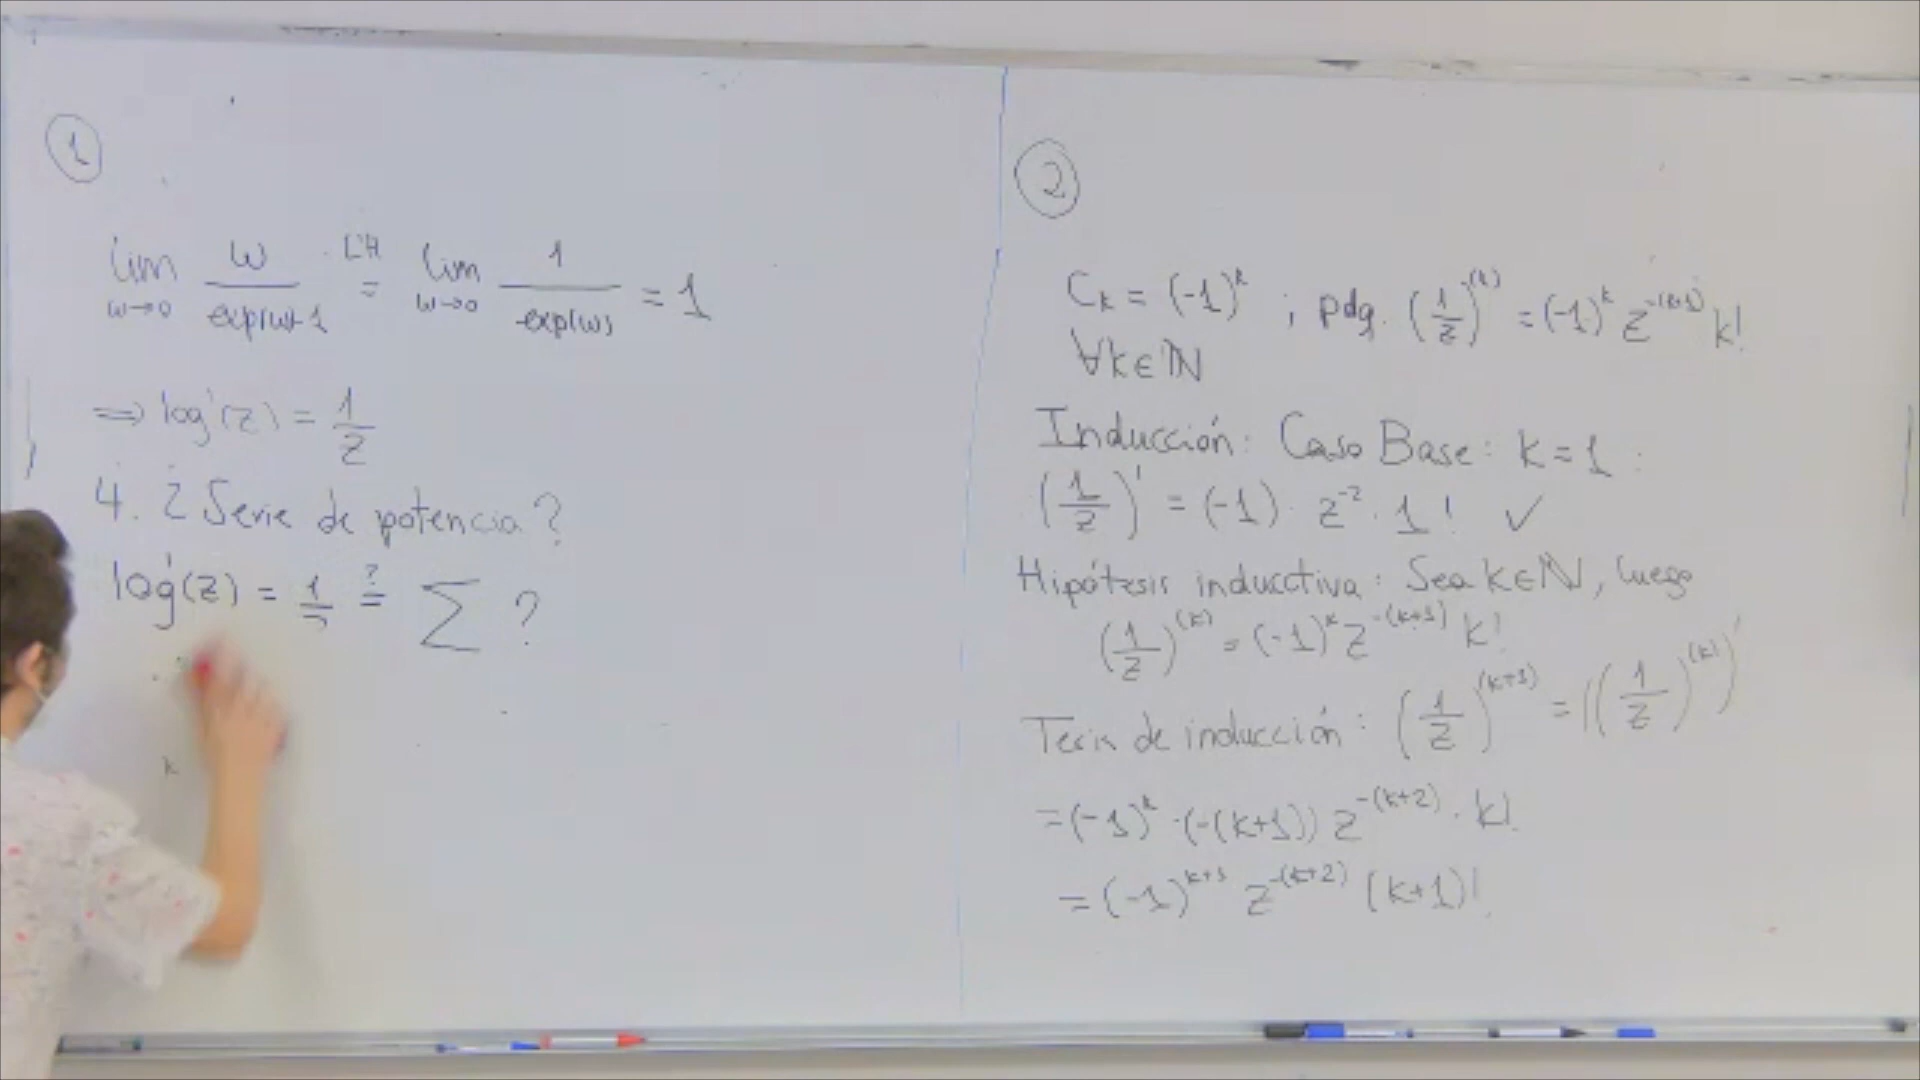 1
lim w→0 w/(exp(w)-1) L'H = lim w→0 1/exp(w) = 1
⇒ log'(z) = 1/z
4. ¿Serie de potencia?
log'(z) = 1/z ?= Σ ?
2
C_k = (-1)^k ; pdq. (1/z)^(k) = (-1)^k z^-(k+1) k!
∀k∈ℕ
Inducción: Caso Base: k=1:
(1/z)' = (-1) · z^-2 · 1! ✓
Hipótesis inducctiva: Sea k∈ℕ, luego
(1/z)^(k) = (-1)^k z^-(k+1) k!
Tesis de inducción: (1/z)^(k+1) = ((1/z)^(k))'
= (-1)^k · (-(k+1)) z^-(k+2) · k!
= (-1)^k+1 z^-(k+2) (k+1)!